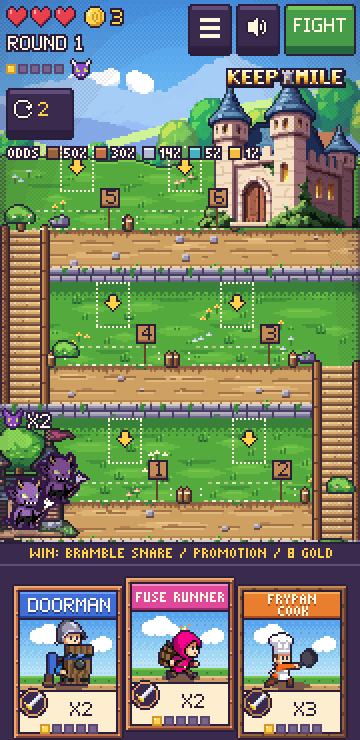 3
FIGHT
ROUND 1
KEEP MILE
2
ODDS 50% 30% 14% 5% 1%
5
6
4
3
X2
1
2
WIN: BRAMBLE SNARE / PROMOTION / 8 GOLD
DOORMAN
FUSE RUNNER
FRYPAN
COOK
X2
X2
X3